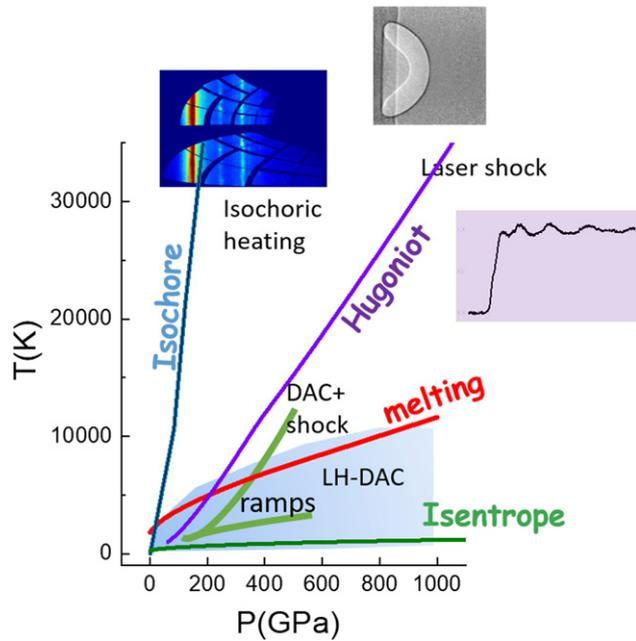 Laser shock
30000
Isochoric
heating
Isochore
Hugoniot
20000
T(K)
DAC+
shock
melting
10000
LH-DAC
ramps
Isentrope
0
0 200 400 600 800 1000
P(GPa)